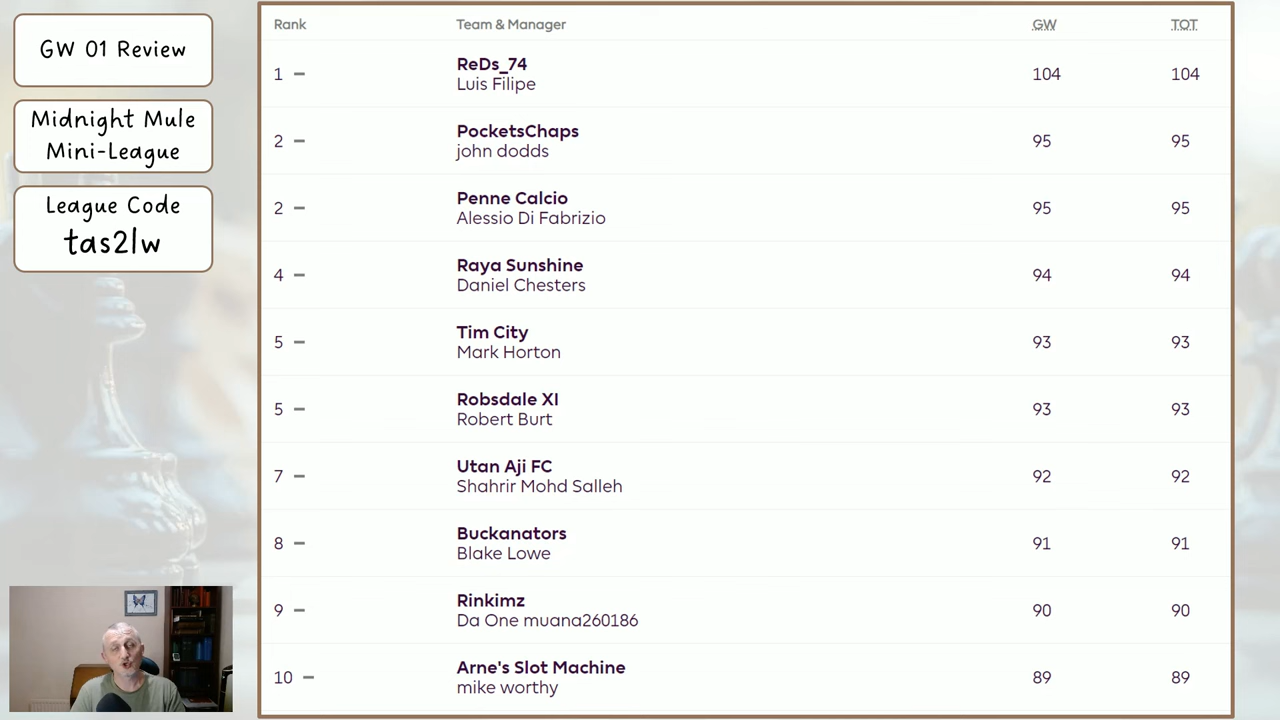 GW 01 Review
Midnight Mule
Mini-League
League Code
tas2lw
Rank Team & Manager GW TOT
1 ReDs_74 104 104
Luis Filipe
2 PocketsChaps 95 95
john dodds
2 Penne Calcio 95 95
Alessio Di Fabrizio
4 Raya Sunshine 94 94
Daniel Chesters
5 Tim City 93 93
Mark Horton
5 Robsdale XI 93 93
Robert Burt
7 Utan Aji FC 92 92
Shahrir Mohd Salleh
8 Buckanators 91 91
Blake Lowe
9 Rinkimz 90 90
Da One muana260186
10 Arne's Slot Machine 89 89
mike worthy